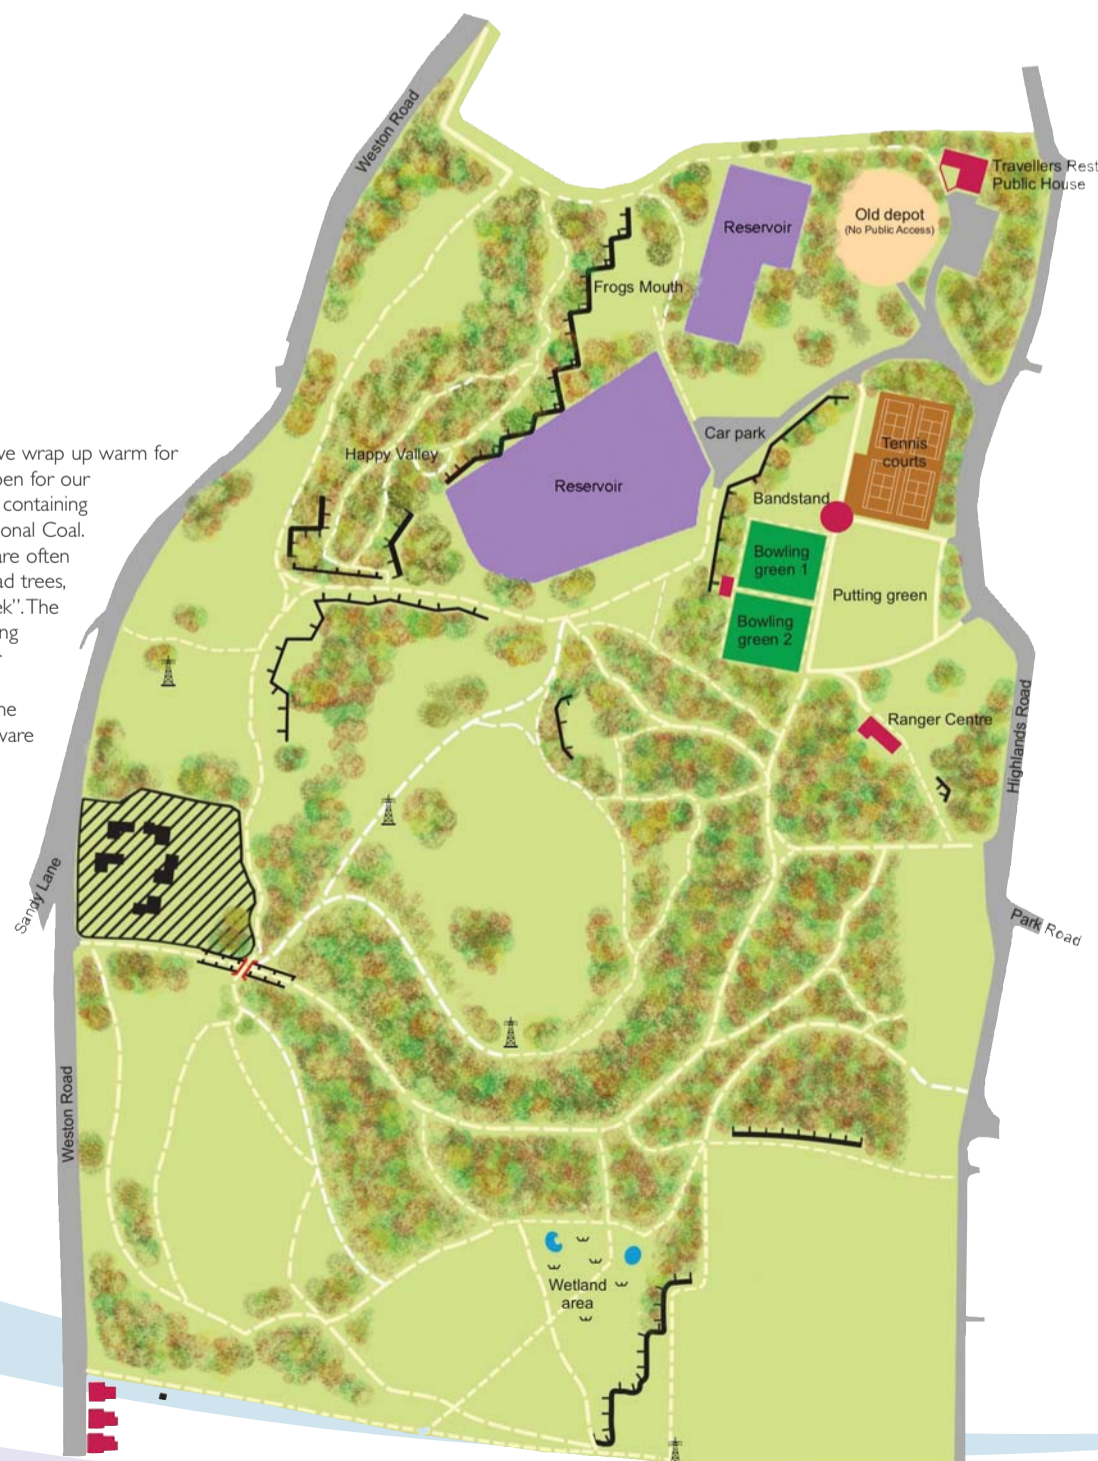 Weston Road
Travellers Rest
Public House
Old depot
(No Public Access)
Reservoir
Frogs Mouth
Car park
Tennis
courts
Happy Valley
Reservoir
Bandstand
Bowling
green 1
Putting green
Bowling
green 2
Ranger Centre
Highlands Road
Sandy Lane
Park Road
Weston Road
Wetland
area
ve wrap up warm for
pen for our
containing
ional Coal.
are often
ad trees,
ek”. The
ng
ne
ware